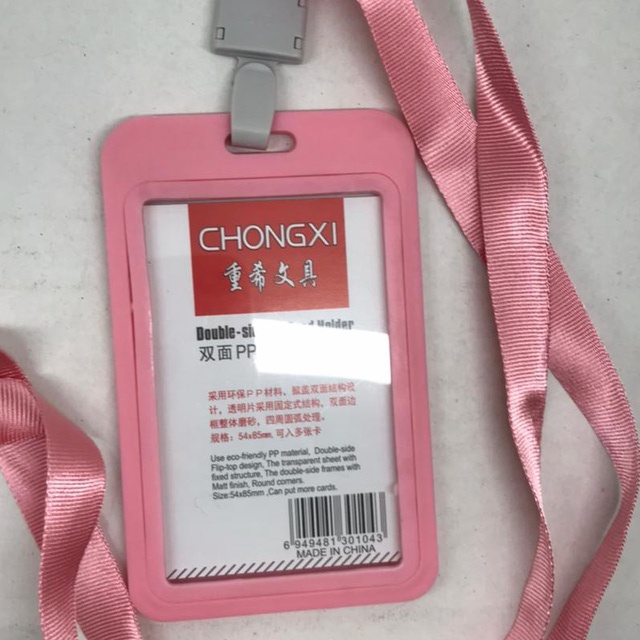 CHONGXI
重希文具
Double-si Holder
双面PP
采用环保PP材料、掀盖双面结构设
计，透明片采用固定式结构，双面边
框整体磨砂，四周圆弧处理。
规格：54x85mm,可入多张卡
Use eco-friendly PP material, Double-side
Flip-top design, The transparent sheet with
fixed structure, The double-side frames with
Matt finish, Round corners.
Size:54x85mm ,Can put more cards.
6 949481 301043
MADE IN CHINA